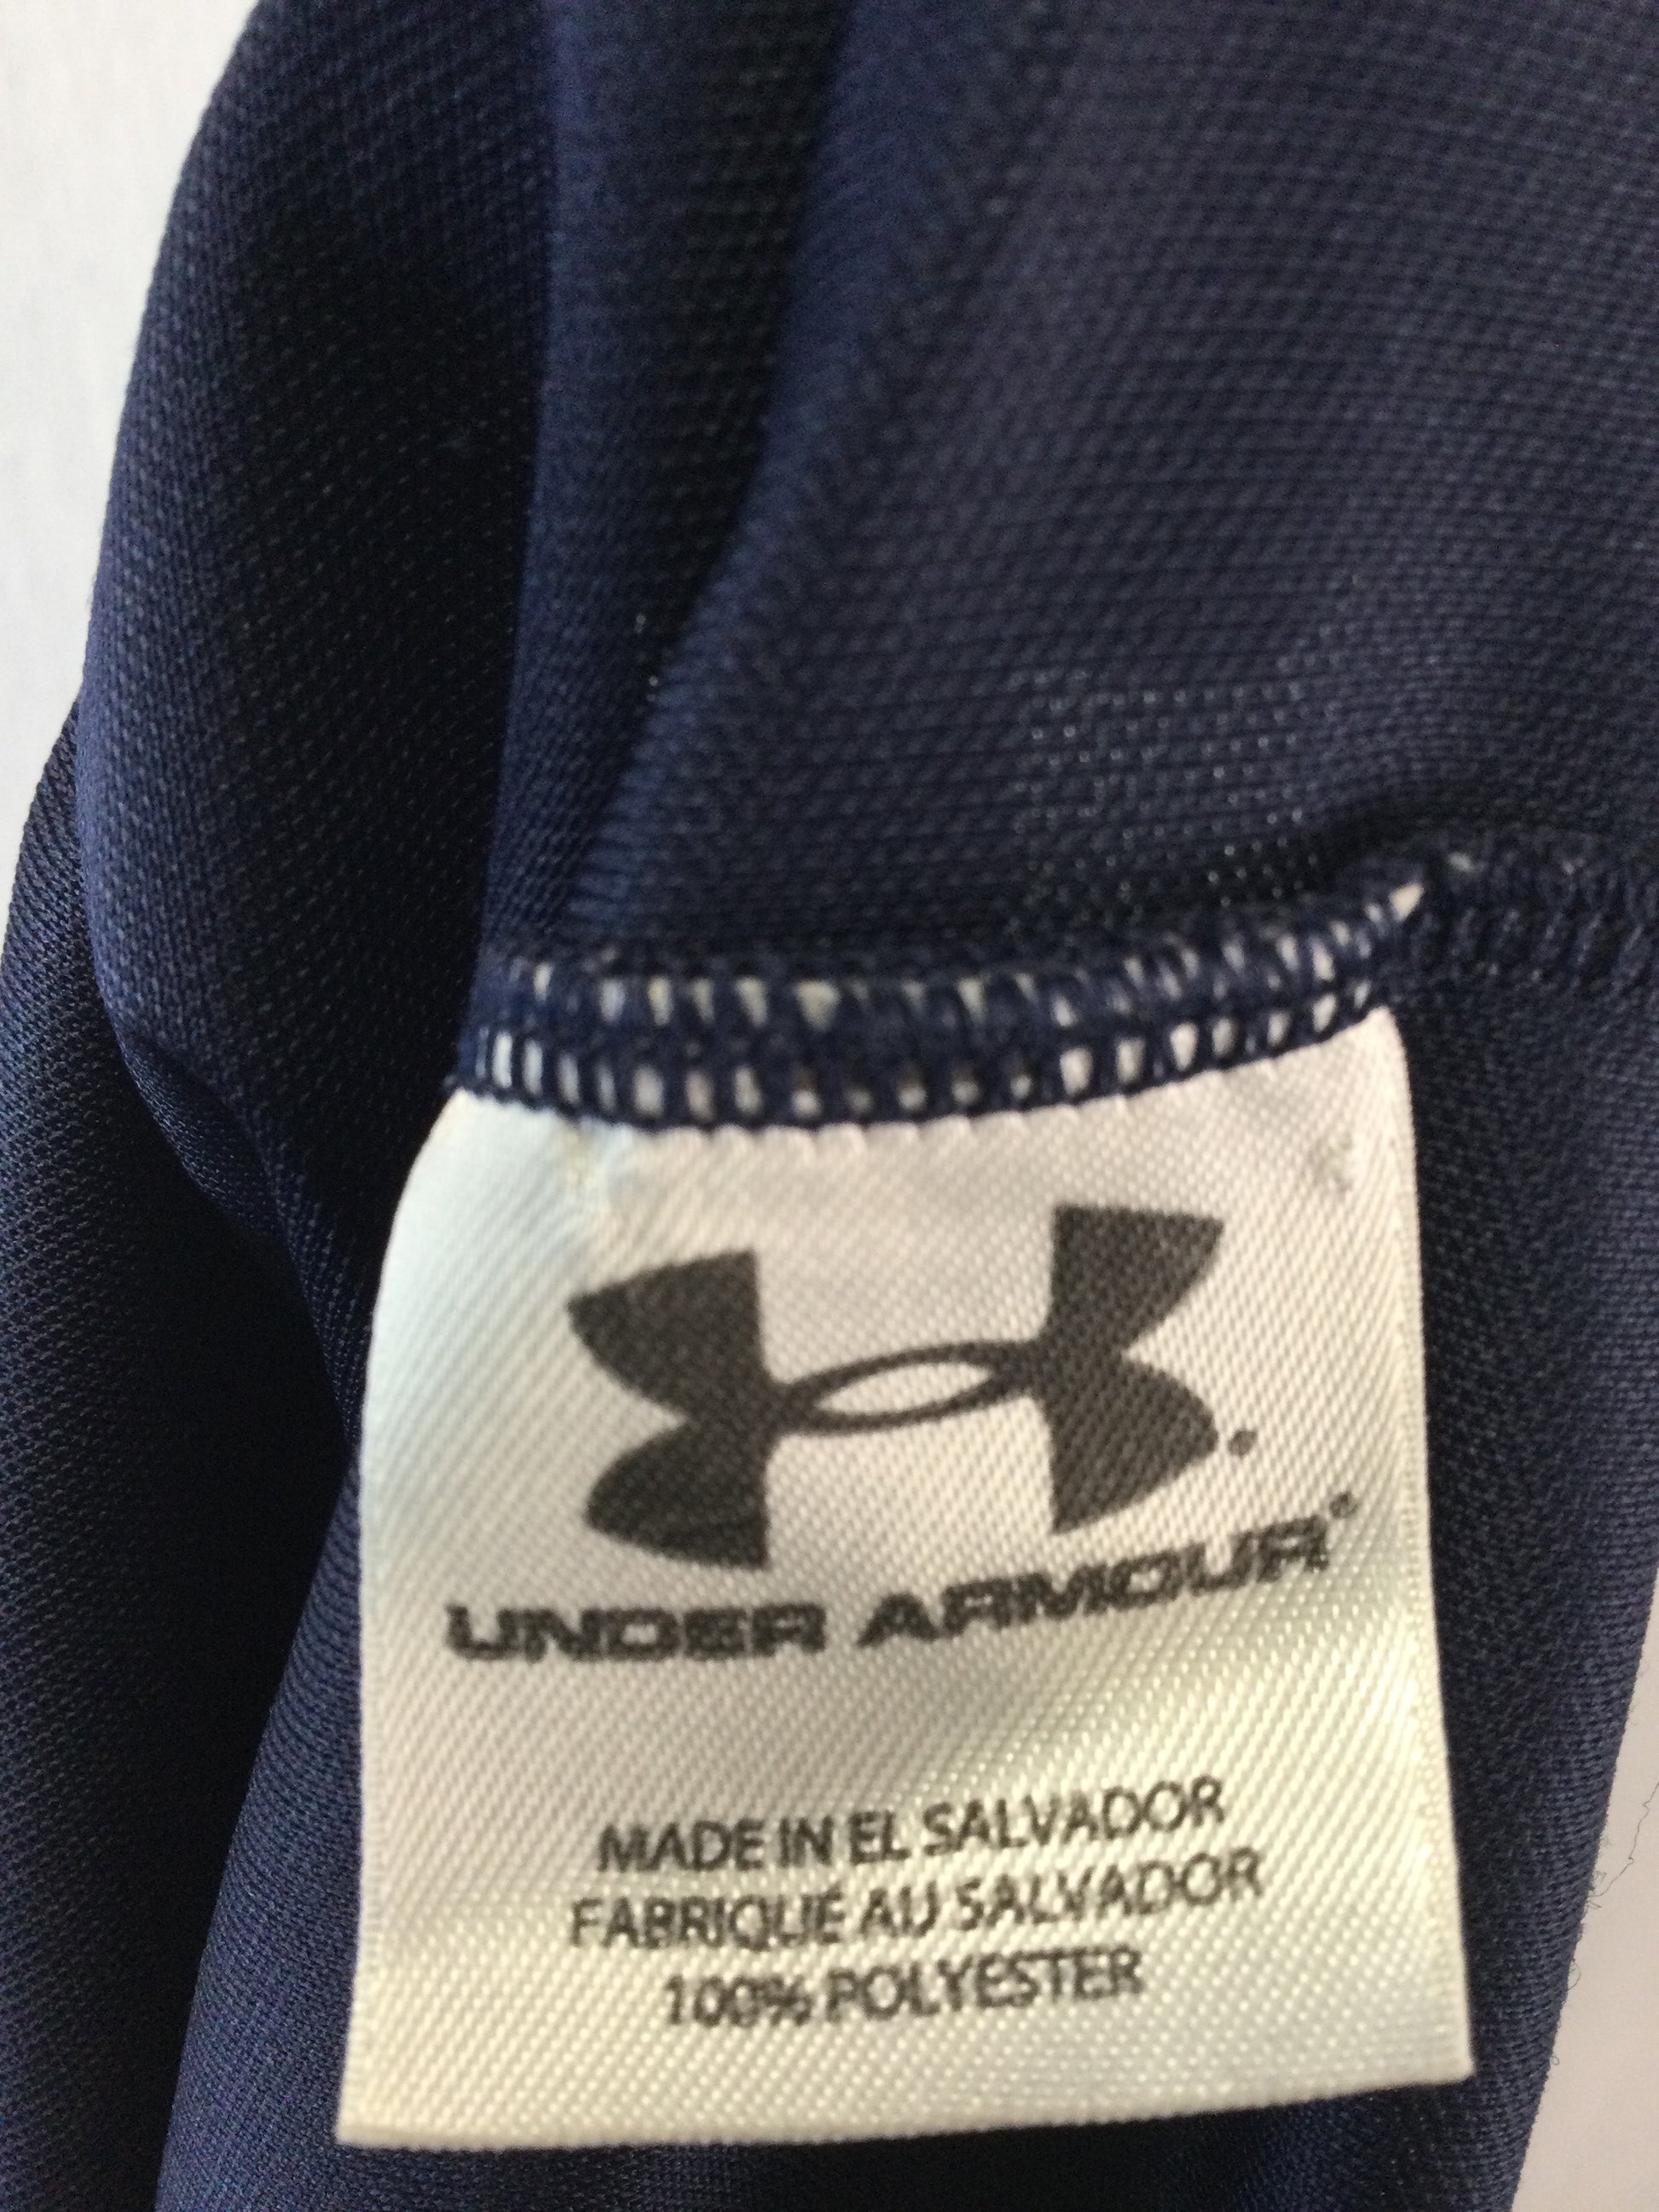 UNDER ARMOUR
MADE IN EL SALVADOR
FABRIQUÉ AU SALVADOR
100% POLYESTER